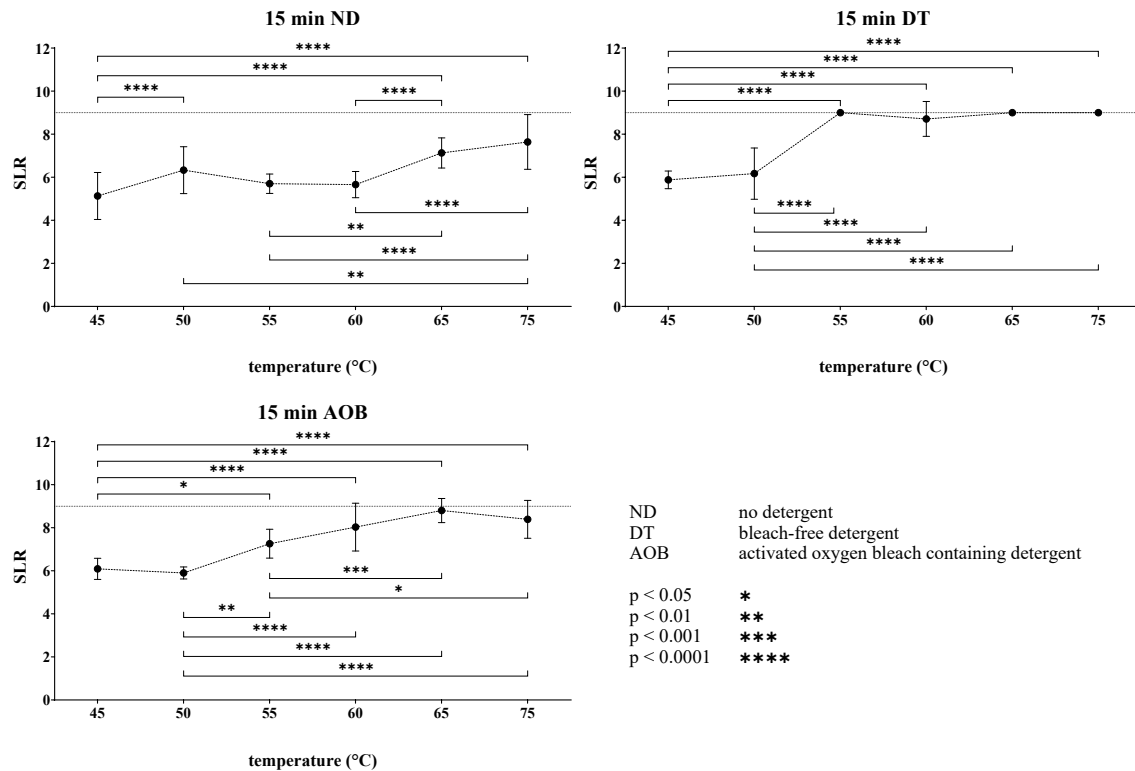 15 min ND
12
10
8
6
4
2
0
SLR
****
****
****
****
****
**
****
**
45 50 55 60 65 75
temperature (°C)
15 min DT
12
10
8
6
4
2
0
SLR
****
****
****
****
****
****
****
****
45 50 55 60 65 75
temperature (°C)
15 min AOB
12
10
8
6
4
2
0
SLR
****
****
****
*
***
*
**
****
****
****
45 50 55 60 65 75
temperature (°C)
ND no detergent
DT bleach-free detergent
AOB activated oxygen bleach containing detergent
p < 0.05 *
p < 0.01 **
p < 0.001 ***
p < 0.0001 ****